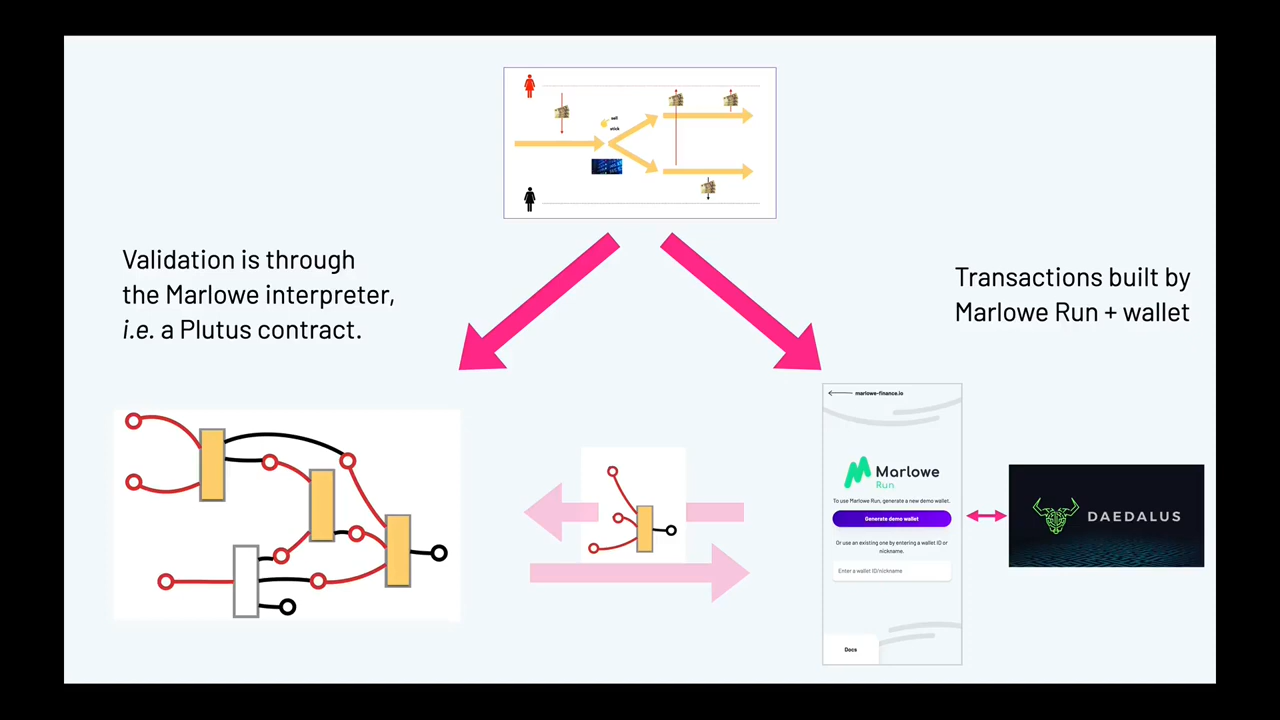 sell
stick
Validation is through
the Marlowe interpreter,
i.e. a Plutus contract.
Transactions built by
Marlowe Run + wallet
marlowe-finance.io
Marlowe
Run
To use Marlowe Run, generate a new demo wallet.
Generate demo wallet
Or use an existing one by entering a wallet ID or
nickname.
Enter a wallet ID/nickname
Docs
DAEDALUS